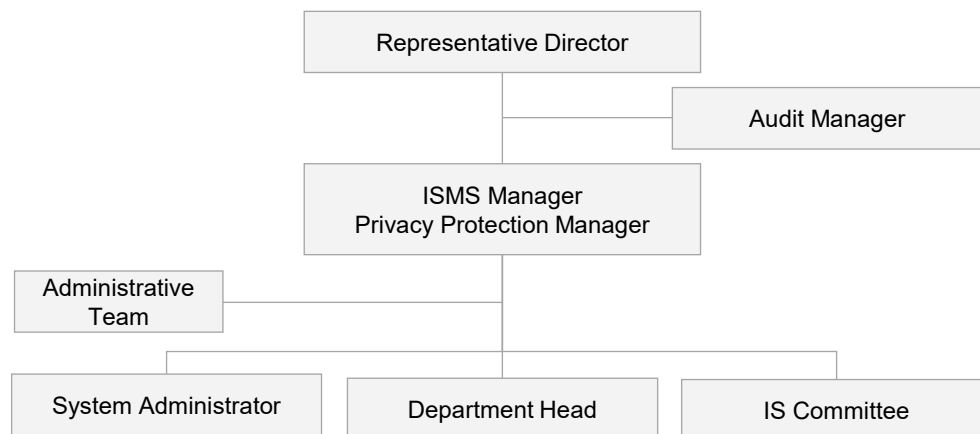 Representative Director
Audit Manager
ISMS Manager
Privacy Protection Manager
Administrative
Team
System Administrator
Department Head
IS Committee